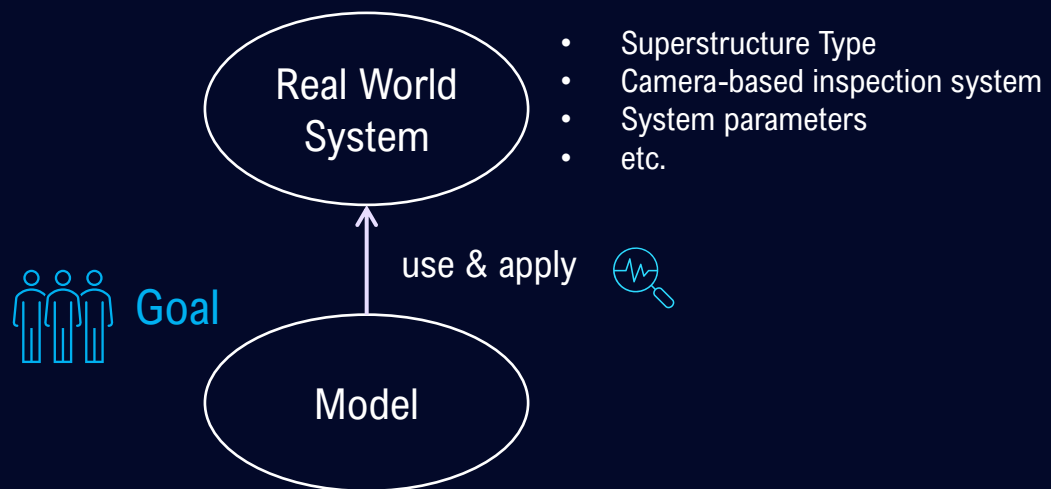 Real World
System
• Superstructure Type
• Camera-based inspection system
• System parameters
• etc.
use & apply
Goal
Model